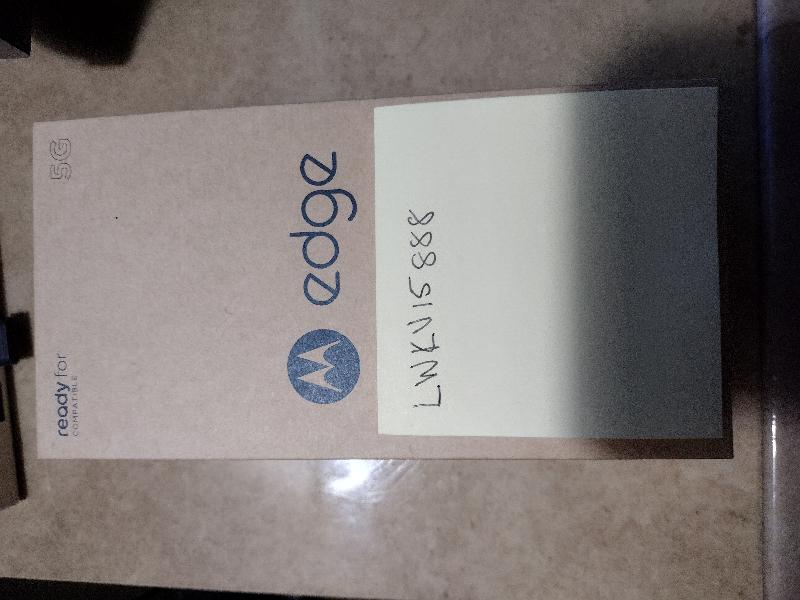 5G
ready for
COMPATIBLE
edge
LWKV15888